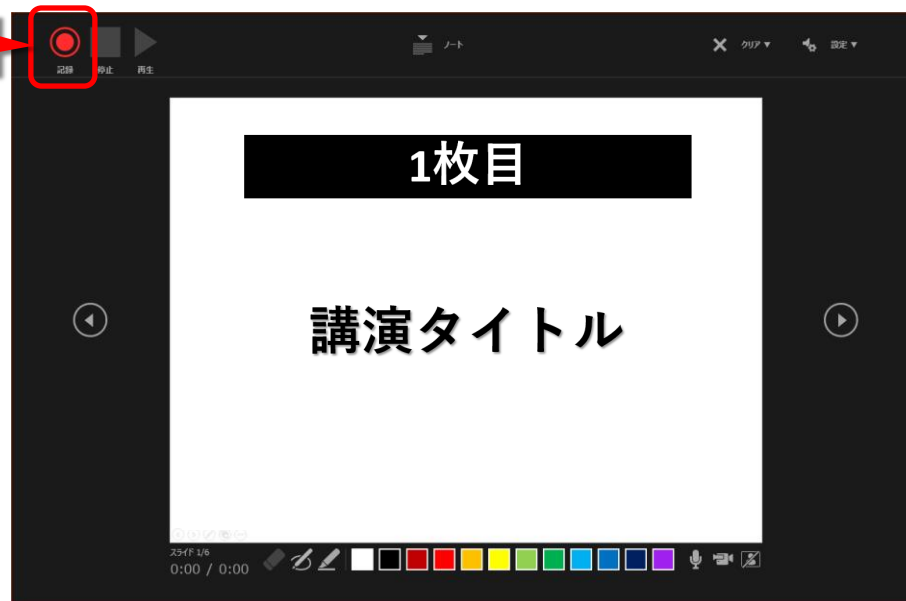 記録
停止
再生
ノート
クリア
設定
1枚目
講演タイトル
スライド 1/6
0:00 / 0:00